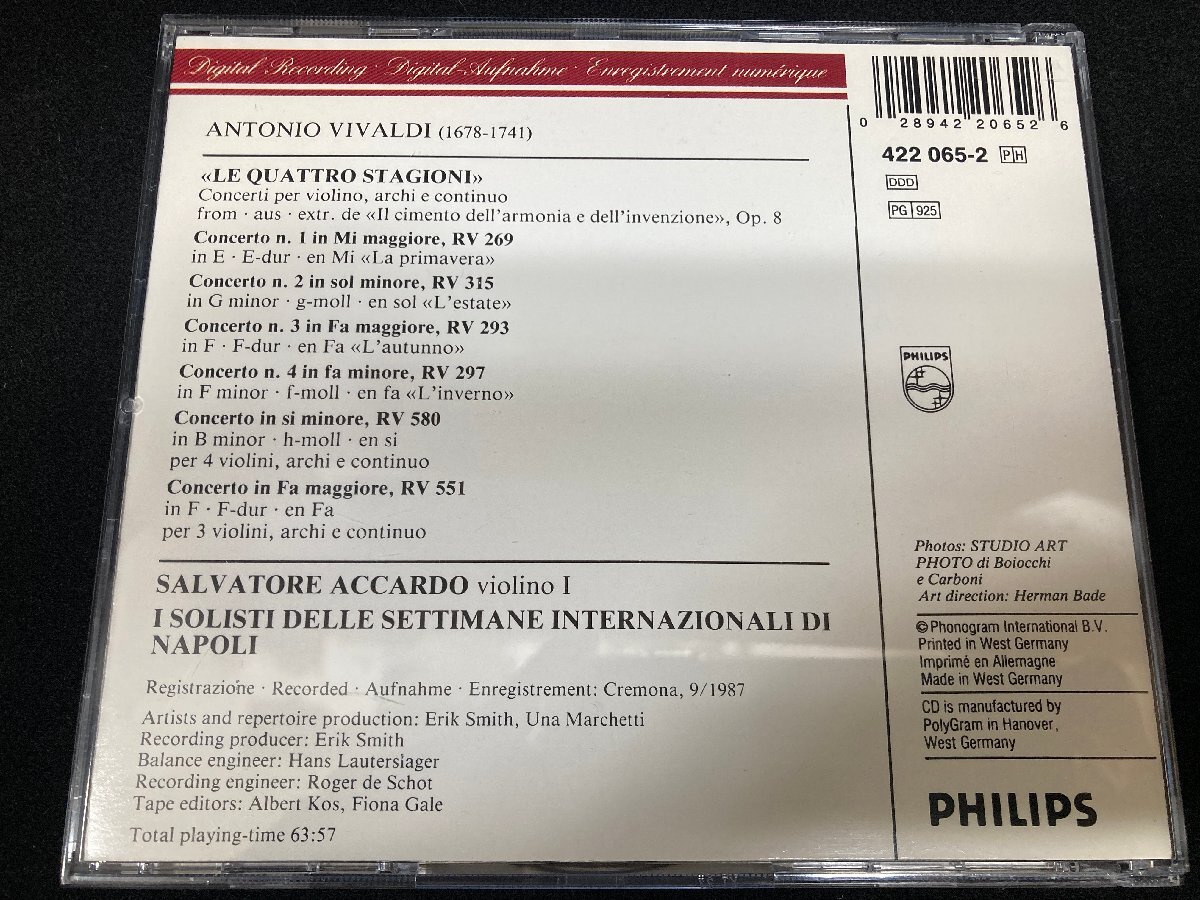 Digital Recording · Digital-Aufnahme · Enregistrement numérique
ANTONIO VIVALDI (1678-1741)
«LE QUATTRO STAGIONI»
Concerti per violino, archi e continuo
from · aus · extr. de «Il cimento dell'armonia e dell'invenzione», Op. 8
Concerto n. 1 in Mi maggiore, RV 269
in E · E-dur · en Mi «La primavera»
Concerto n. 2 in sol minore, RV 315
in G minor · g-moll · en sol «L'estate»
Concerto n. 3 in Fa maggiore, RV 293
in F · F-dur · en Fa «L'autunno»
Concerto n. 4 in fa minore, RV 297
in F minor · f-moll · en fa «L'inverno»
Concerto in si minore, RV 580
in B minor · h-moll · en si
per 4 violini, archi e continuo
Concerto in Fa maggiore, RV 551
in F · F-dur · en Fa
per 3 violini, archi e continuo
SALVATORE ACCARDO violino I
I SOLISTI DELLE SETTIMANE INTERNAZIONALI DI
NAPOLI
Registrazione · Recorded · Aufnahme · Enregistrement: Cremona, 9/1987
Artists and repertoire production: Erik Smith, Una Marchetti
Recording producer: Erik Smith
Balance engineer: Hans Lauterslager
Recording engineer: Roger de Schot
Tape editors: Albert Kos, Fiona Gale
Total playing-time 63:57
0 28942 20652 6
422 065-2 PH
DDD
PG 925
PHILIPS
Photos: STUDIO ART
PHOTO di Boiocchi
e Carboni
Art direction: Herman Bade
© Phonogram International B.V.
Printed in West Germany
Imprimé en Allemagne
Made in West Germany
CD is manufactured by
PolyGram in Hanover,
West Germany
PHILIPS